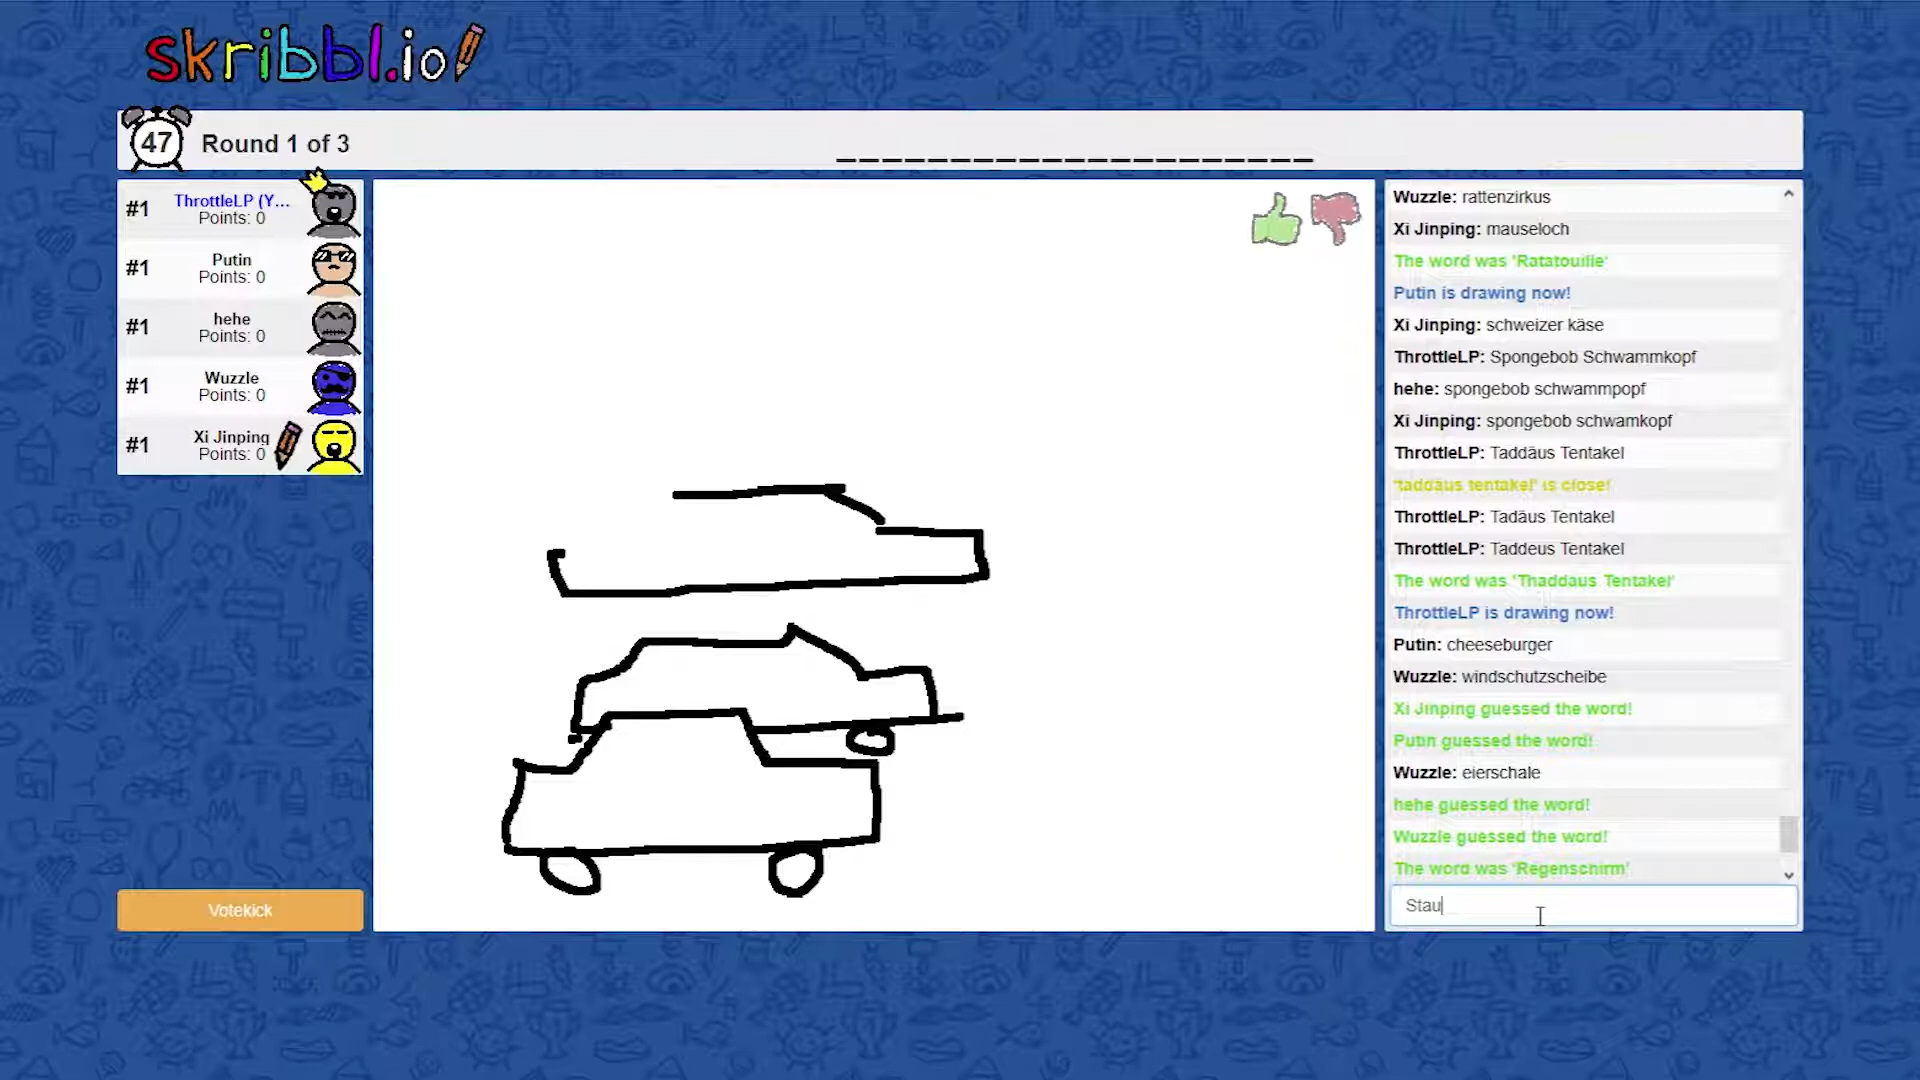 skribbl.io
47
Round 1 of 3
_____________________
#1
ThrottleLP (Y...
Points: 0
#1
Putin
Points: 0
#1
hehe
Points: 0
#1
Wuzzle
Points: 0
#1
Xi Jinping
Points: 0
Votekick
Wuzzle: rattenzirkus
Xi Jinping: mauseloch
The word was 'Ratatouille'
Putin is drawing now!
Xi Jinping: schweizer käse
ThrottleLP: Spongebob Schwammkopf
hehe: spongebob schwammpopf
Xi Jinping: spongebob schwamkopf
ThrottleLP: Taddäus Tentakel
'taddäus tentakel' is close!
ThrottleLP: Tadäus Tentakel
ThrottleLP: Taddeus Tentakel
The word was 'Thaddäus Tentakel'
ThrottleLP is drawing now!
Putin: cheeseburger
Wuzzle: windschutzscheibe
Xi Jinping guessed the word!
Putin guessed the word!
Wuzzle: eierschale
hehe guessed the word!
Wuzzle guessed the word!
The word was 'Regenschirm'
Stau